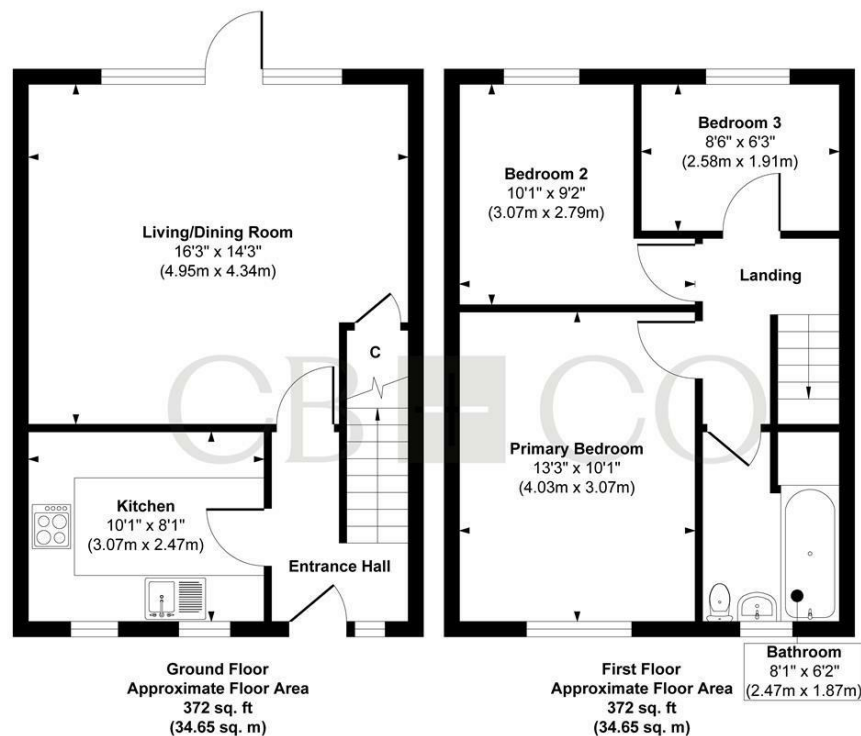 Living/Dining Room
16'3" x 14'3"
(4.95m x 4.34m)
C
Kitchen
10'1" x 8'1"
(3.07m x 2.47m)
Entrance Hall
Ground Floor
Approximate Floor Area
372 sq. ft
(34.65 sq. m)
Bedroom 2
10'1" x 9'2"
(3.07m x 2.79m)
Bedroom 3
8'6" x 6'3"
(2.58m x 1.91m)
Landing
Primary Bedroom
13'3" x 10'1"
(4.03m x 3.07m)
Bathroom
8'1" x 6'2"
(2.47m x 1.87m)
First Floor
Approximate Floor Area
372 sq. ft
(34.65 sq. m)
CB+CO